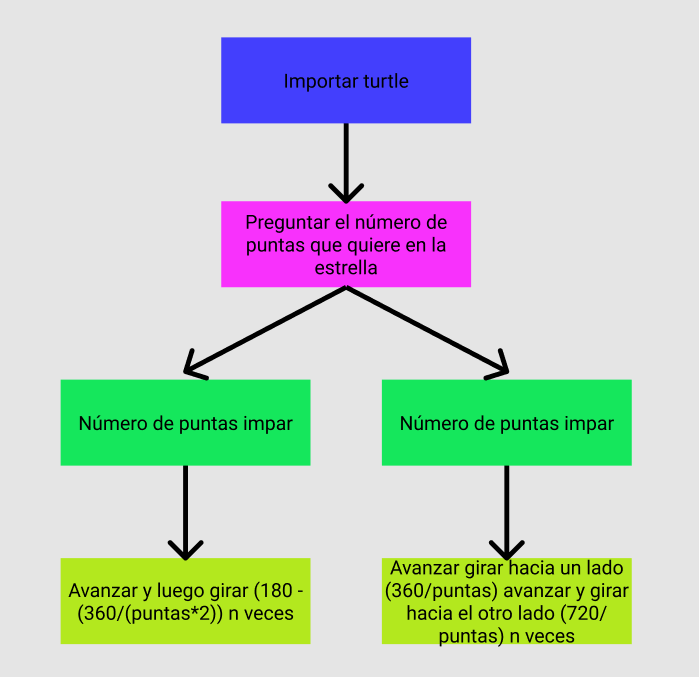 Importar turtle
Preguntar el número de
puntas que quiere en la
estrella
Número de puntas impar
Número de puntas impar
Avanzar y luego girar (180 -
(360/(puntas*2)) n veces
Avanzar girar hacia un lado
(360/puntas) avanzar y girar
hacia el otro lado (720/
puntas) n veces